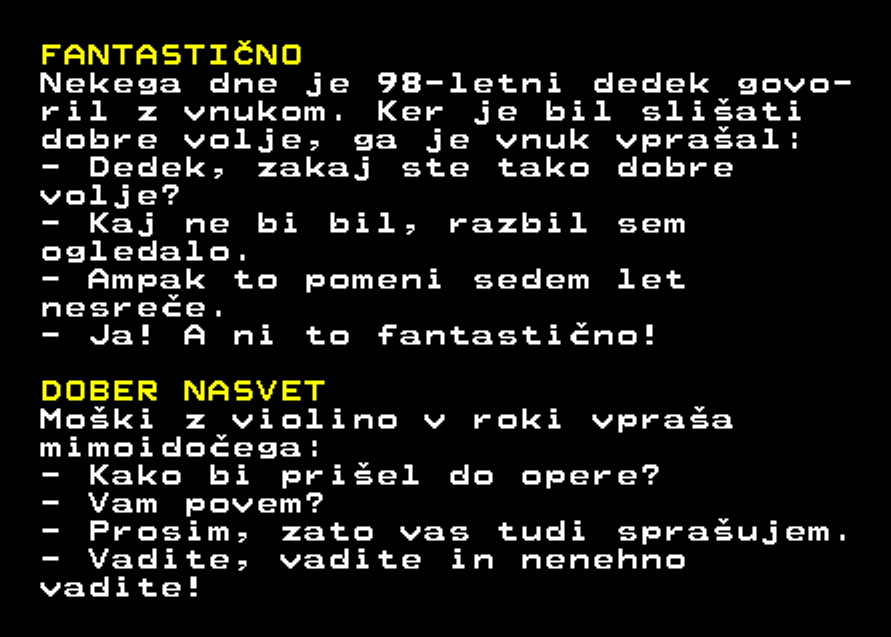 FANTASTIČNO
Nekega dne je 98-letni dedek govo-
ril z vnukom. Ker je bil slišati
dobre volje, ga je vnuk vprašal:
- Dedek, zakaj ste tako dobre
volje?
- Kaj ne bi bil, razbil sem
ogledalo.
- Ampak to pomeni sedem let
nesreče.
- Ja! A ni to fantastično!
DOBER NASVET
Moški z violino v roki vpraša
mimoidočega:
- Kako bi prišel do opere?
- Vam povem?
- Prosim, zato vas tudi sprašujem.
- Vadite, vadite in nenehno
vadite!